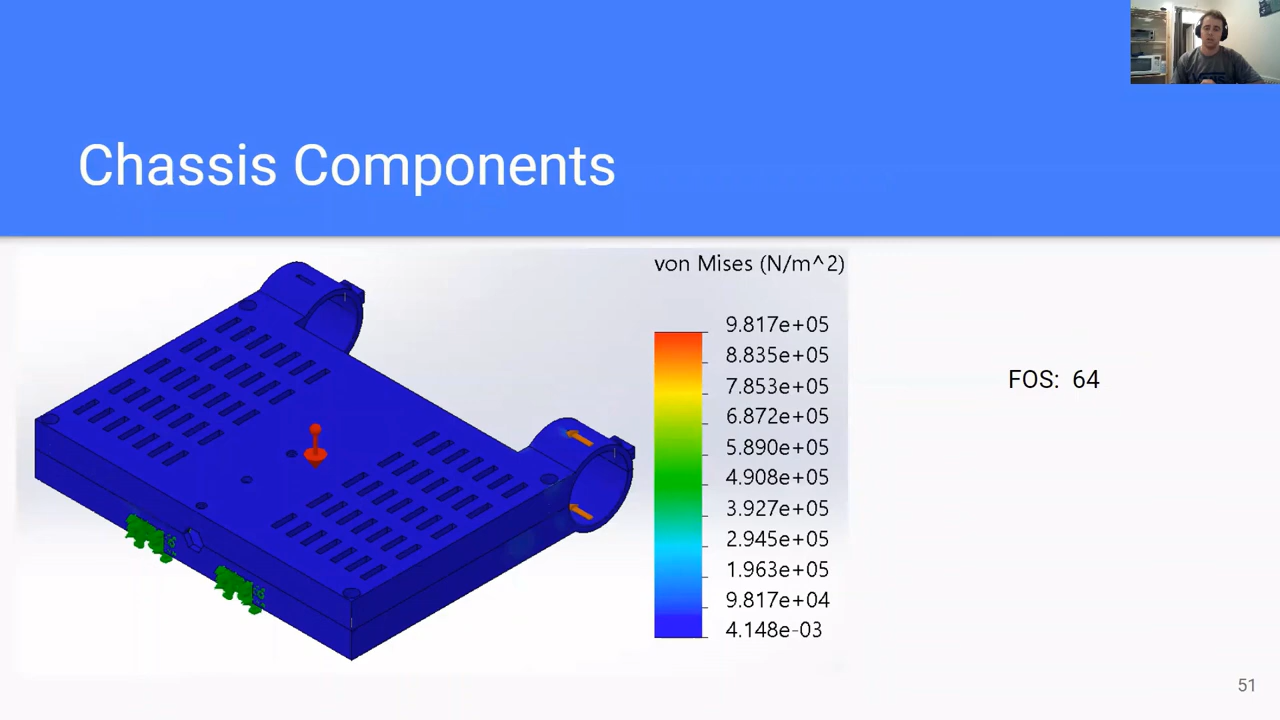 Chassis Components
von Mises (N/m^2)
9.817e+05
8.835e+05
7.853e+05
6.872e+05
5.890e+05
4.908e+05
3.927e+05
2.945e+05
1.963e+05
9.817e+04
4.148e-03
FOS: 64
51